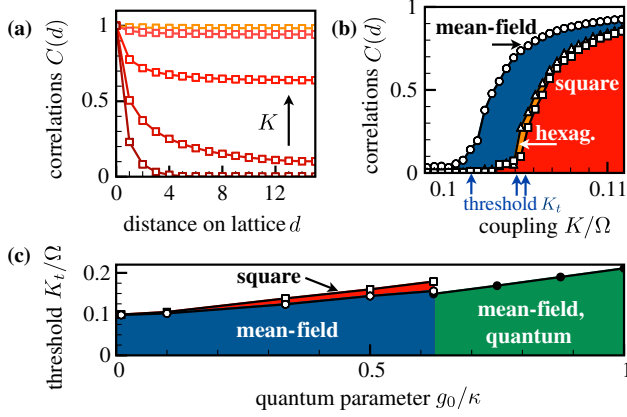 (a)
correlations C(d)
1
0.5
0
K
0 4 8 12
distance on lattice d
(b)
correlations C(d)
1
0.5
0
mean-field
square
hexag.
0.1 0.11
threshold K_t
coupling K/Ω
(c)
threshold K_t/Ω
0.2
0.1
0
square
mean-field
mean-field,
quantum
0 0.5 1
quantum parameter g_0/κ